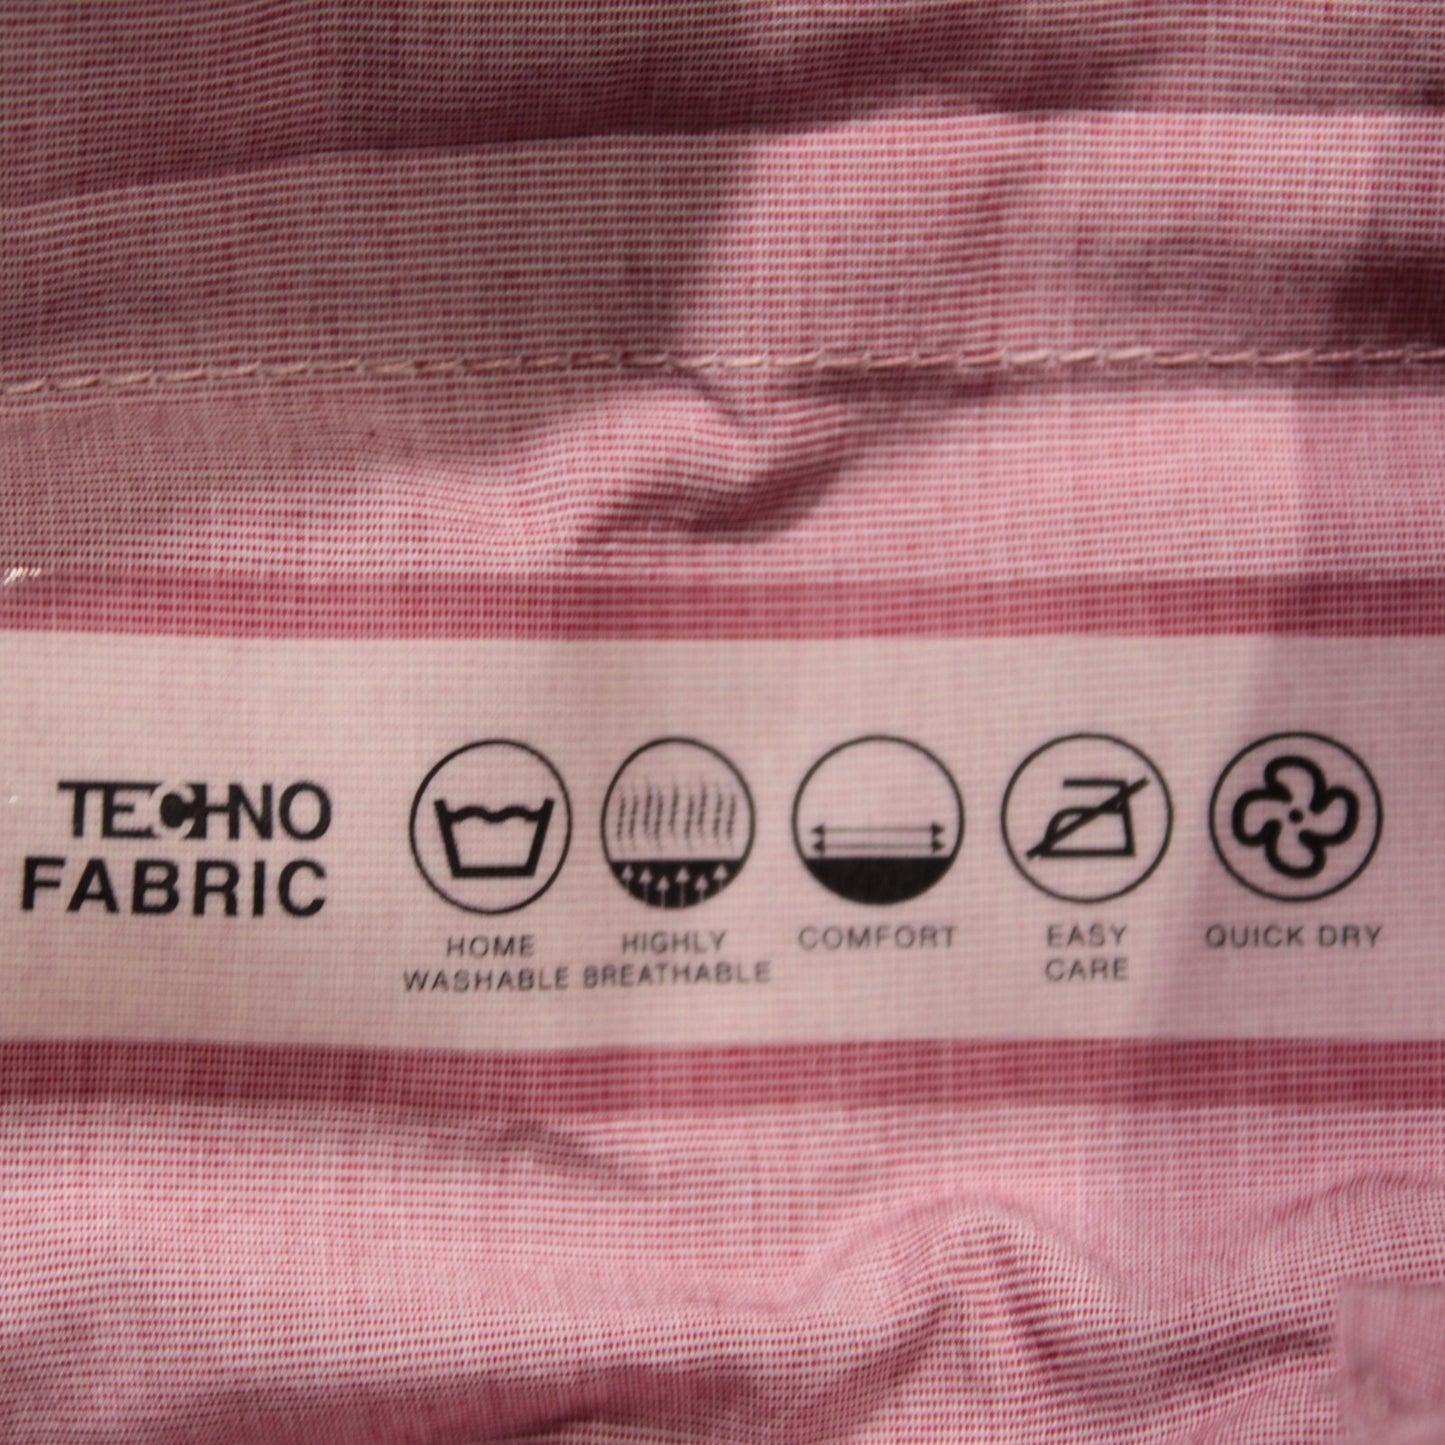 TECHNO
FABRIC
HOME
WASHABLE
HIGHLY
BREATHABLE
COMFORT
EASY
CARE
QUICK DRY